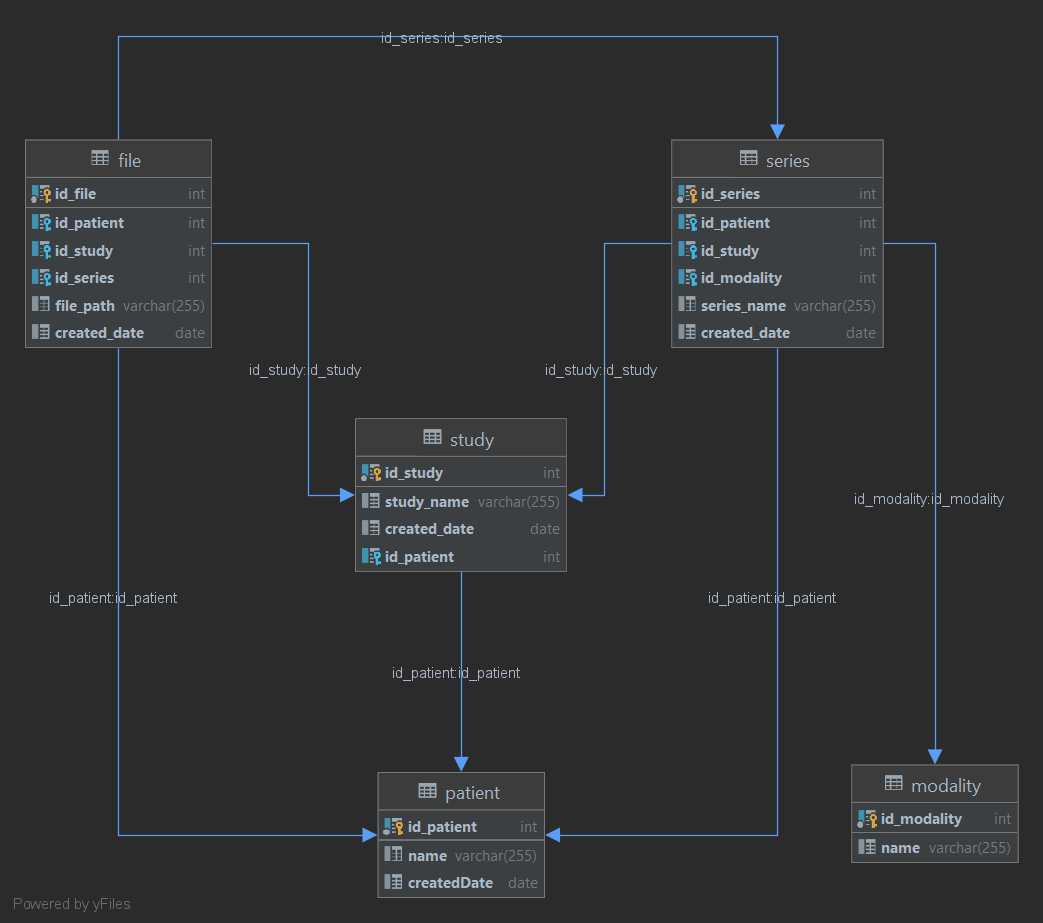 id_series:id_series
file
id_file int
id_patient int
id_study int
id_series int
file_path varchar(255)
created_date date
series
id_series int
id_patient int
id_study int
id_modality int
series_name varchar(255)
created_date date
id_study:id_study
id_study:id_study
study
id_study int
study_name varchar(255)
created_date date
id_patient int
id_modality:id_modality
id_patient:id_patient
id_patient:id_patient
id_patient:id_patient
patient
id_patient int
name varchar(255)
createdDate date
modality
id_modality int
name varchar(255)
Powered by yFiles